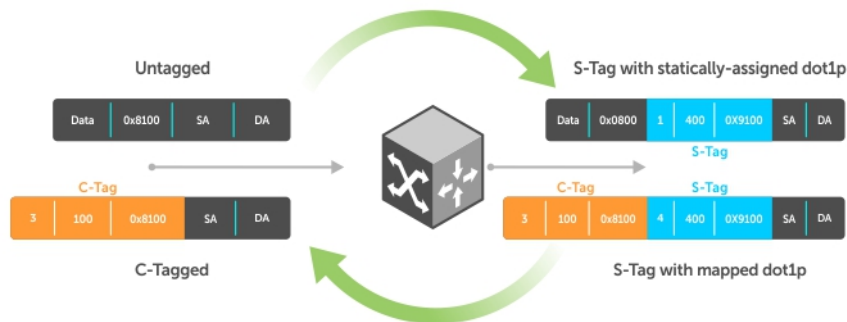 Untagged
Data 0x8100 SA DA
C-Tag
3 100 0x8100 SA DA
C-Tagged
S-Tag with statically-assigned dot1p
Data 0x0800 1 400 0X9100 SA DA
S-Tag
C-Tag S-Tag
3 100 0x8100 4 400 0X9100 SA DA
S-Tag with mapped dot1p